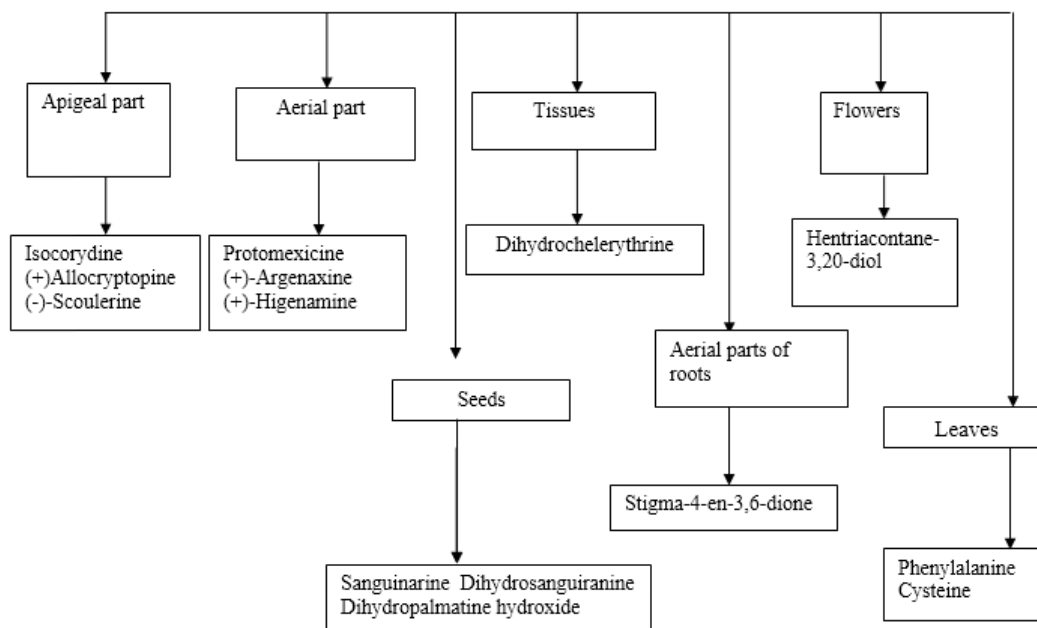 Apigeal part
Aerial part
Tissues
Flowers
Isocorydine
(+)Allocryptopine
(-)-Scoulerine
Protomexicine
(+)-Argenaxine
(+)-Higenamine
Dihydrochelerythrine
Hentriacontane-
3,20-diol
Seeds
Aerial parts of
roots
Leaves
Stigma-4-en-3,6-dione
Sanguinarine Dihydrosanguiranine
Dihydropalmatine hydroxide
Phenylalanine
Cysteine